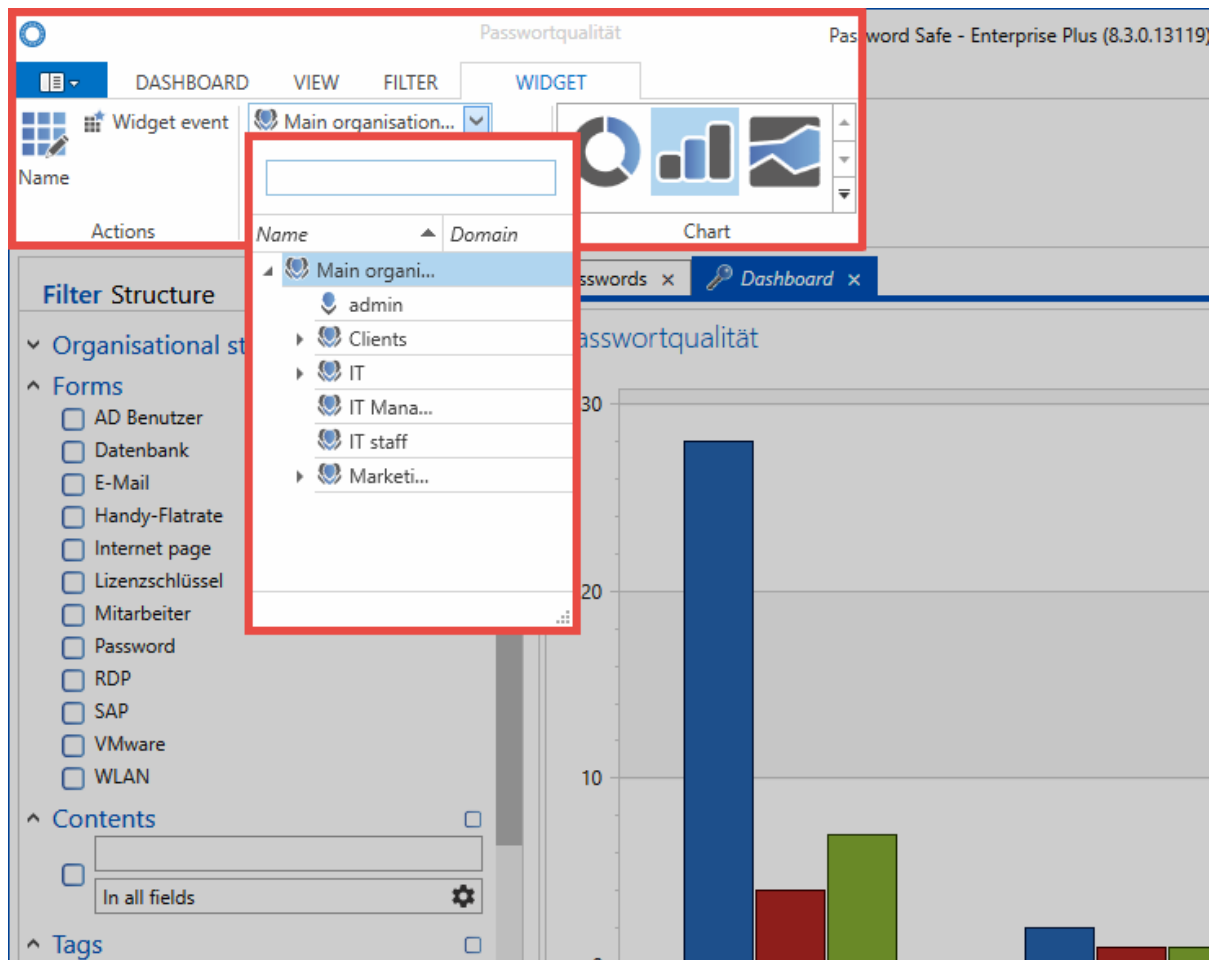 Passwortqualität
Password Safe - Enterprise Plus (8.3.0.13119)
DASHBOARD VIEW FILTER WIDGET
Widget event
Main organisation...
Name
Actions
Chart
Name Domain
Main organi...
admin
Clients
IT
IT Mana...
IT staff
Marketi...
Filter Structure
Organisational st
Forms
AD Benutzer
Datenbank
E-Mail
Handy-Flatrate
Internet page
Lizenzschlüssel
Mitarbeiter
Password
RDP
SAP
VMware
WLAN
Contents
In all fields
Tags
sswords x
Dashboard x
asswortqualität
30
20
10